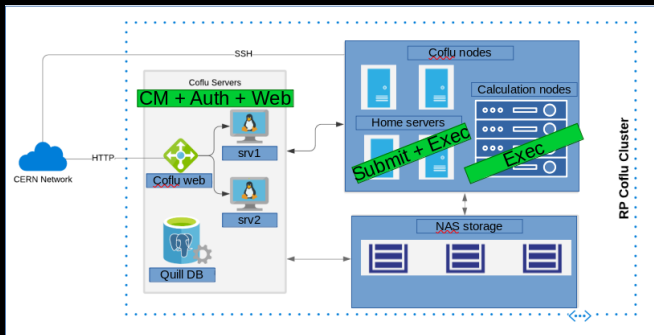 SSH
Coflu nodes
Coflu Servers
CM + Auth + Web
Calculation nodes
Home servers
srv1
Submit + Exec
Exec
HTTP
CERN Network
Coflu web
srv2
NAS storage
Quill DB
RP Coflu Cluster